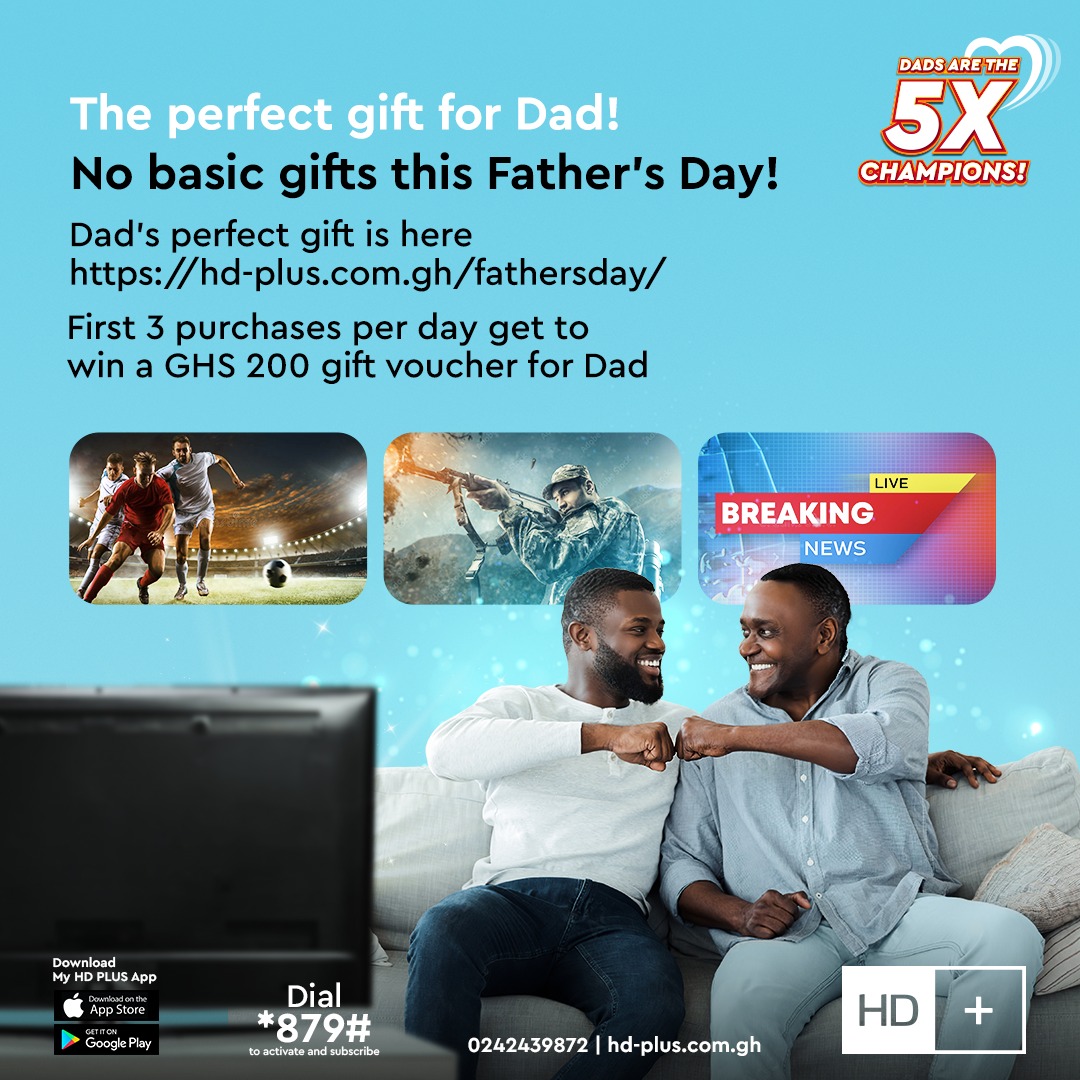 DADS ARE THE
5X
CHAMPIONS!
The perfect gift for Dad!
No basic gifts this Father's Day!
Dad's perfect gift is here
https://hd-plus.com.gh/fathersday/
First 3 purchases per day get to
win a GHS 200 gift voucher for Dad
LIVE
BREAKING
NEWS
Download
My HD PLUS App
Download on the
App Store
GET IT ON
Google Play
Dial
*879#
to activate and subscribe
0242439872 | hd-plus.com.gh
HD +